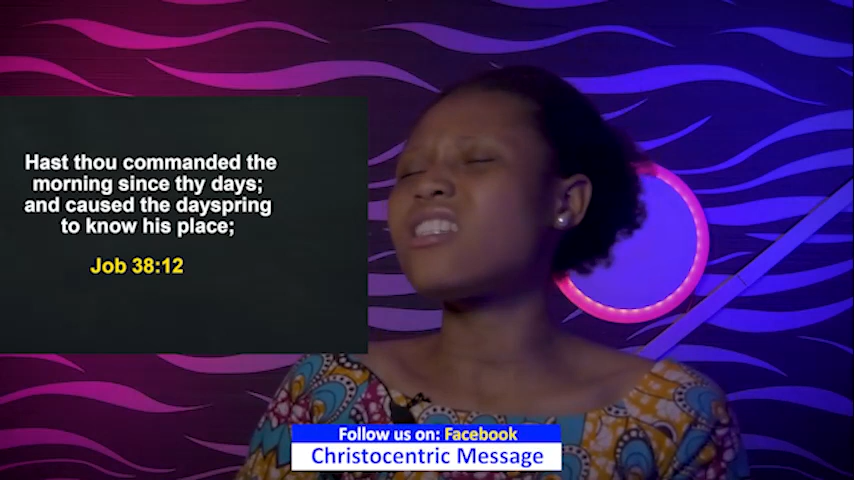 Hast thou commanded the
morning since thy days;
and caused the dayspring
to know his place;
Job 38:12
Follow us on: Facebook
Christocentric Message